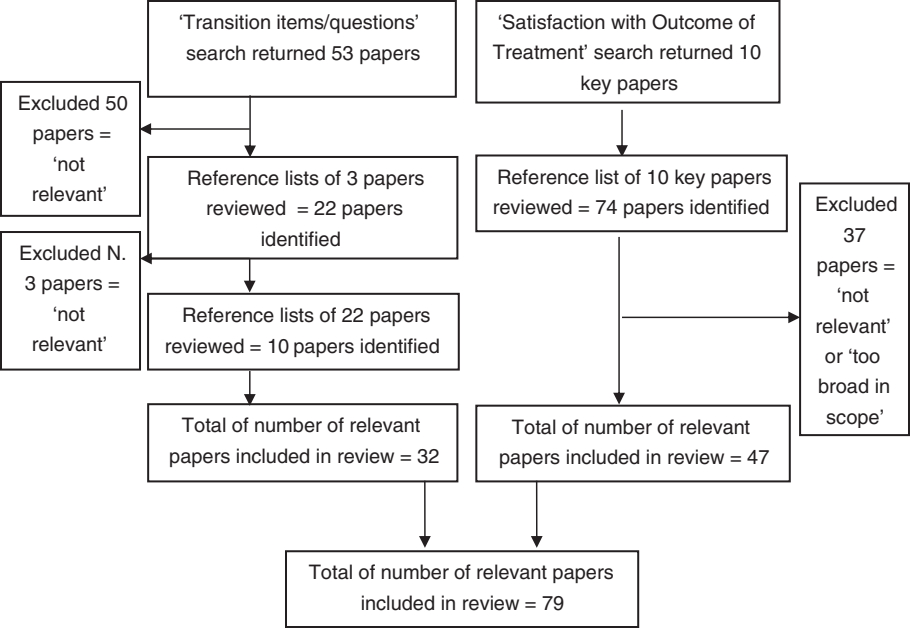 ‘Transition items/questions’
search returned 53 papers
‘Satisfaction with Outcome of
Treatment’ search returned 10
key papers
Excluded 50
papers =
‘not
relevant’
Reference lists of 3 papers
reviewed = 22 papers
identified
Reference list of 10 key papers
reviewed = 74 papers identified
Excluded
37
papers =
‘not
relevant’
or ‘too
broad in
scope’
Excluded N.
3 papers =
‘not
relevant’
Reference lists of 22 papers
reviewed = 10 papers identified
Total of number of relevant
papers included in review = 32
Total of number of relevant
papers included in review = 47
Total of number of relevant papers
included in review = 79